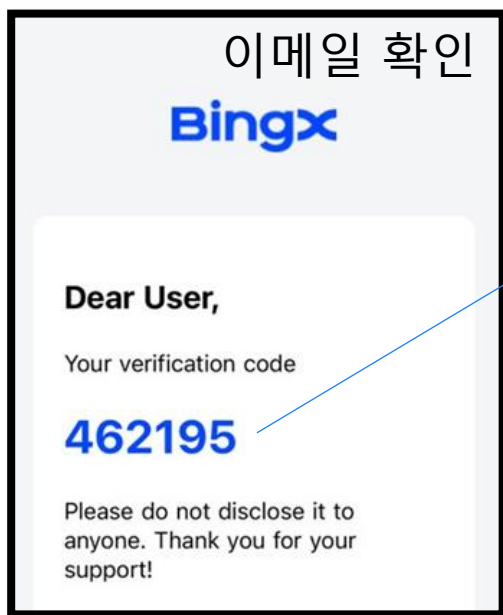 이메일 확인
BingX
Dear User,
Your verification code
462195
Please do not disclose it to
anyone. Thank you for your
support!